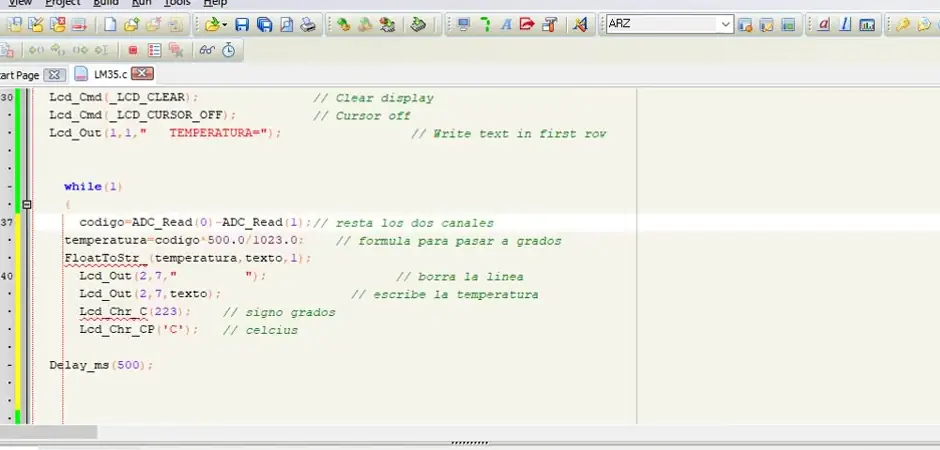 View Project Build Run Tools Help
ARZ
Start Page LM35.c
30 Lcd_Cmd(_LCD_CLEAR); // Clear display
Lcd_Cmd(_LCD_CURSOR_OFF); // Cursor off
Lcd_Out(1,1,"   TEMPERATURA="); // Write text in first row
while(1)
{
37 codigo=ADC_Read(0)-ADC_Read(1);// resta los dos canales
temperatura=codigo*500.0/1023.0; // formula para pasar a grados
FloatToStr_(temperatura,texto,1);
40 Lcd_Out(2,7,"         "); // borra la linea
Lcd_Out(2,7,texto); // escribe la temperatura
Lcd_Chr_C(223); // signo grados
Lcd_Chr_CP('C'); // celcius
Delay_ms(500);